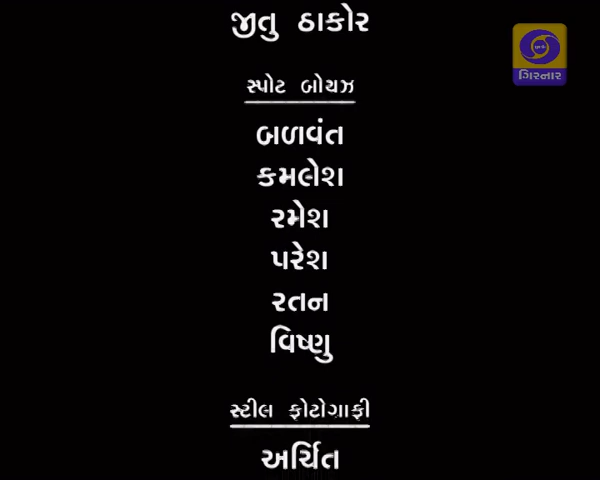 જીતુ ઠાકોર
ગિરનાર
સ્પોટ બોયઝ
બળવંત
કમલેશ
રમેશ
પરેશ
રતન
વિષ્ણુ
સ્ટીલ ફોટોગ્રાફી
અર્ચિત